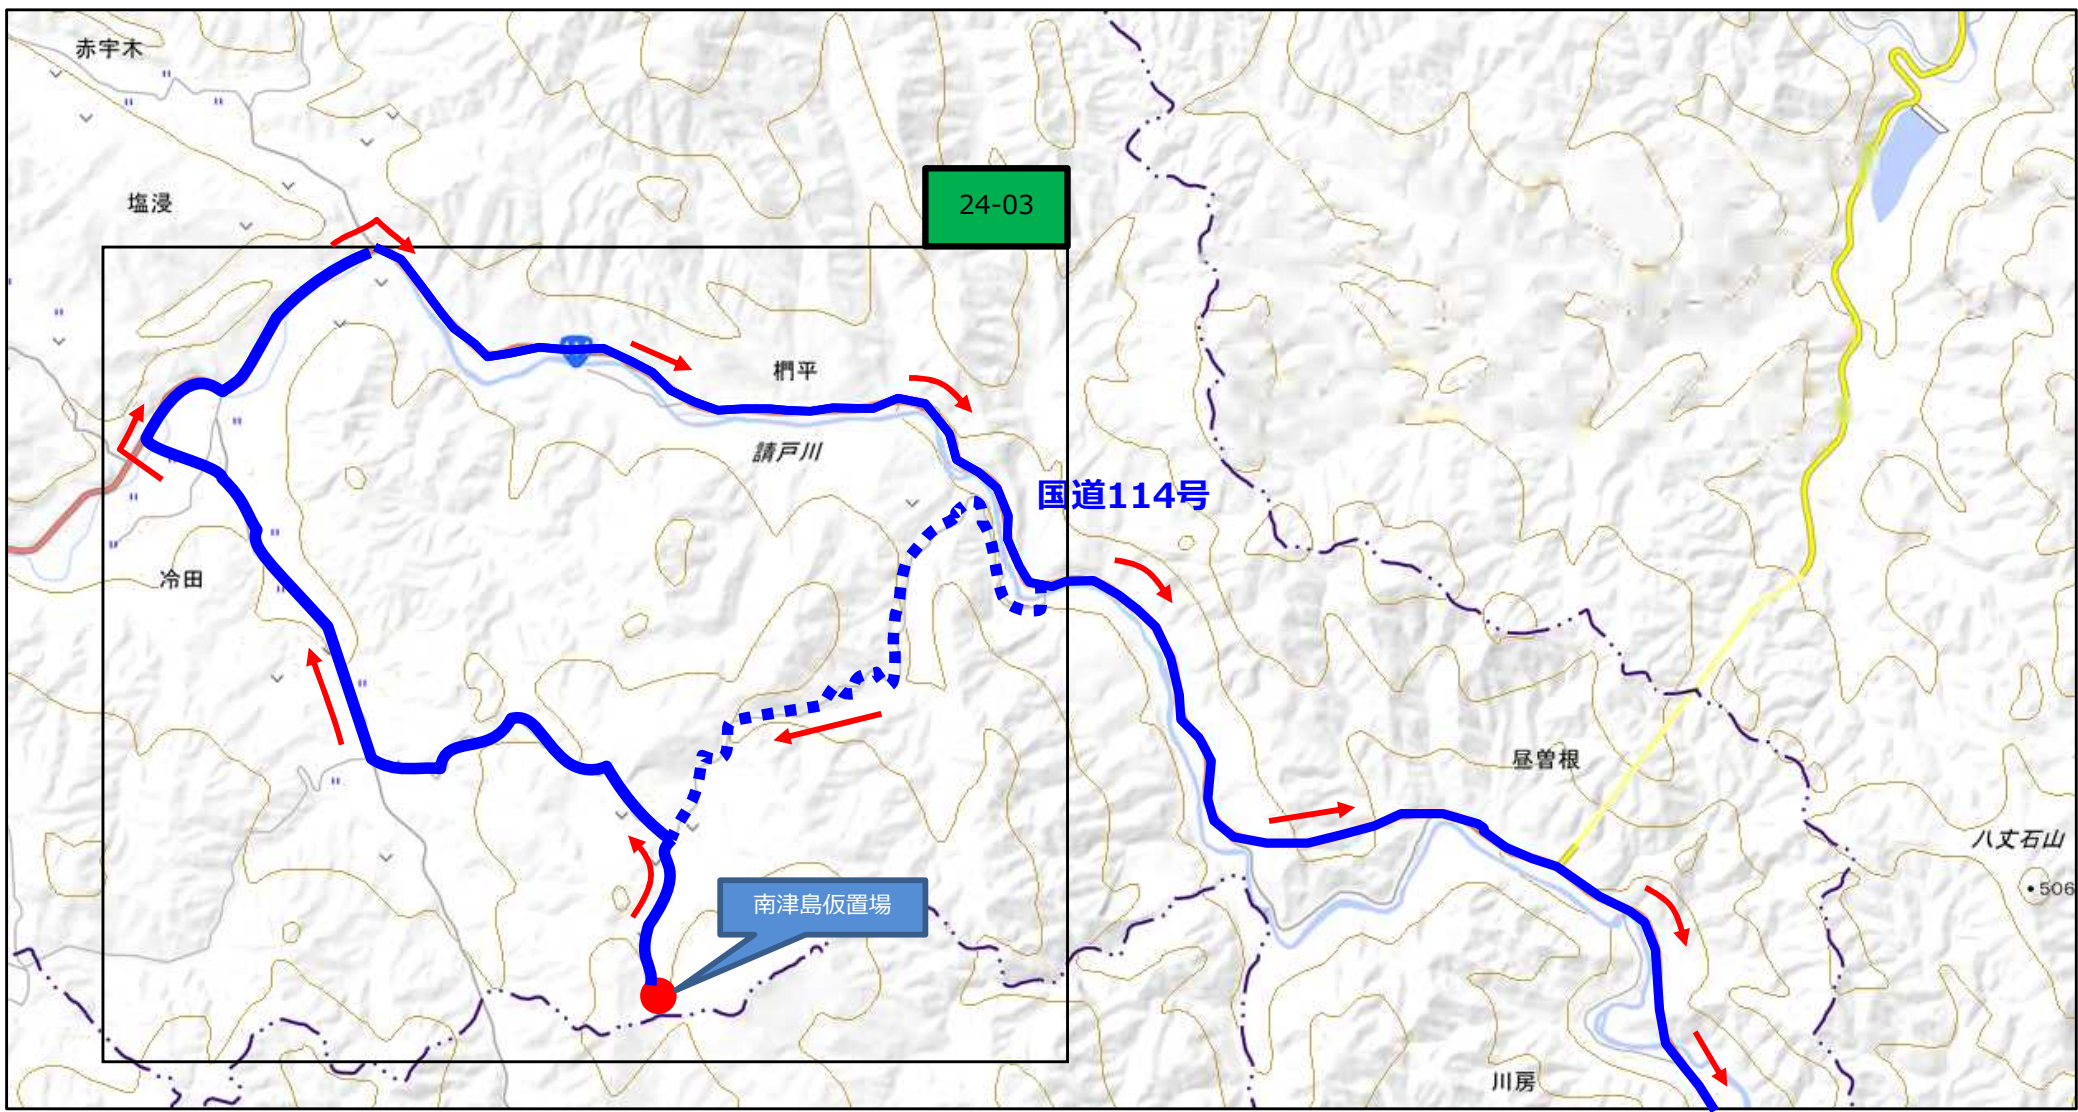 赤宇木
塩浸
24-03
椚平
請戸川
国道114号
冷田
昼曽根
八丈石山
506
南津島仮置場
川房